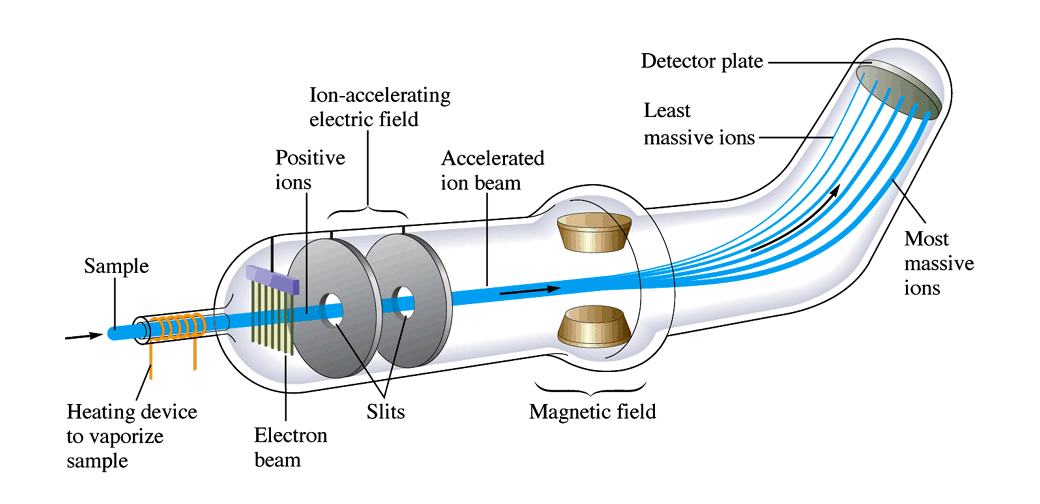 Detector plate
Ion-accelerating
electric field
Least
massive ions
Positive
ions
Accelerated
ion beam
Sample
Most
massive
ions
Heating device
to vaporize
sample
Electron
beam
Slits
Magnetic field